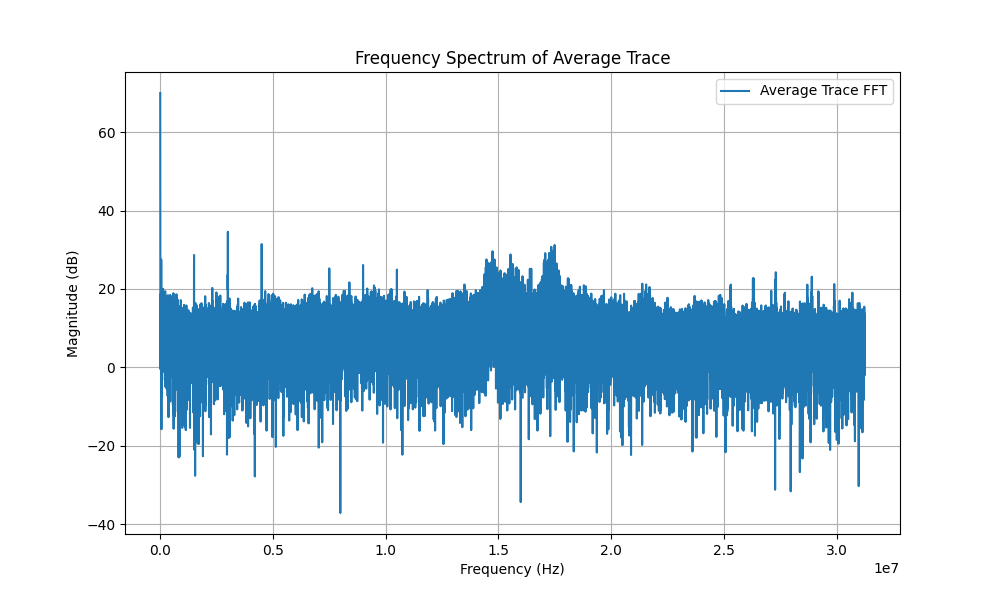 Frequency Spectrum of Average Trace
Average Trace FFT
Magnitude (dB)
60
40
20
0
−20
−40
0.0
0.5
1.0
1.5
2.0
2.5
3.0
1e7
Frequency (Hz)